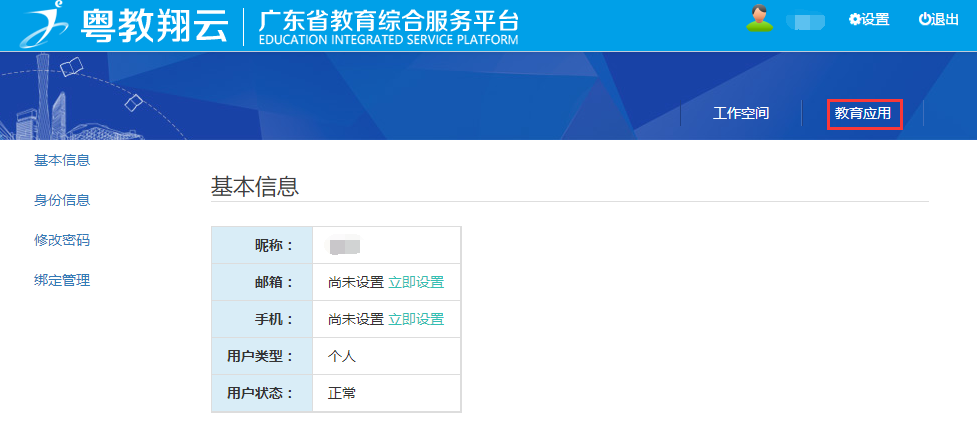 粤教翔云 广东省教育综合服务平台
EDUCATION INTEGRATED SERVICE PLATFORM
设置 退出
工作空间 教育应用
基本信息
身份信息
修改密码
绑定管理
基本信息
昵称：
邮箱： 尚未设置 立即设置
手机： 尚未设置 立即设置
用户类型： 个人
用户状态： 正常